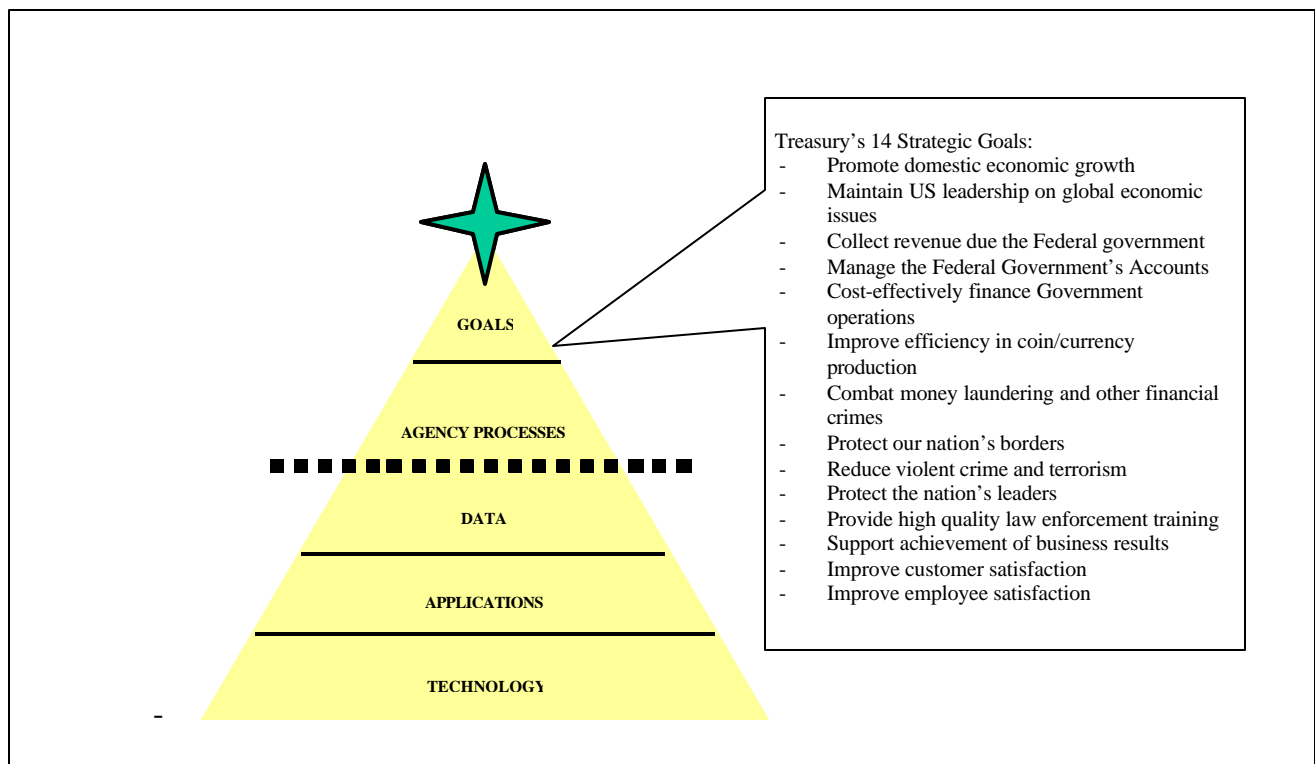 Treasury’s 14 Strategic Goals:
- Promote domestic economic growth
- Maintain US leadership on global economic
issues
- Collect revenue due the Federal government
- Manage the Federal Government’s Accounts
- Cost-effectively finance Government
operations
- Improve efficiency in coin/currency
production
- Combat money laundering and other financial
crimes
- Protect our nation’s borders
- Reduce violent crime and terrorism
- Protect the nation’s leaders
- Provide high quality law enforcement training
- Support achievement of business results
- Improve customer satisfaction
- Improve employee satisfaction
GOALS
AGENCY PROCESSES
DATA
APPLICATIONS
TECHNOLOGY
-